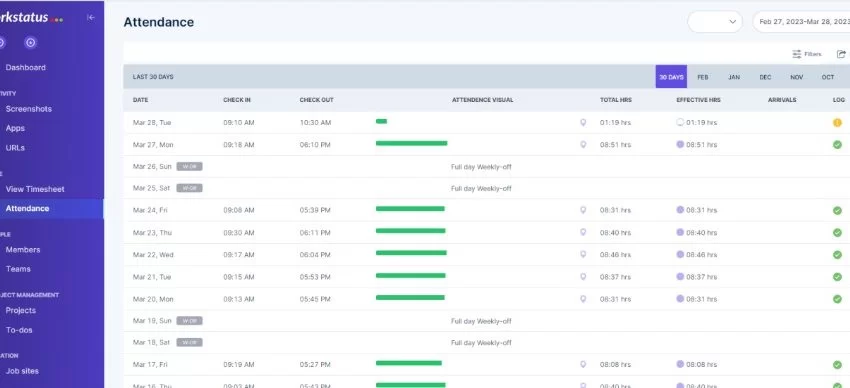 rkstatus
Attendance
Feb 27, 2023-Mar 28, 2023
Filters
LAST 30 DAYS 30 DAYS FEB JAN DEC NOV OCT
DATE CHECK IN CHECK OUT ATTENDENCE VISUAL TOTAL HRS EFFECTIVE HRS ARRIVALS LOG
Mar 28, Tue 09:10 AM 10:30 AM 01:19 hrs 01:19 hrs
Mar 27, Mon 09:18 AM 06:10 PM 08:51 hrs 08:51 hrs
Mar 26, Sun W-Off Full day Weekly-off
Mar 25, Sat W-Off Full day Weekly-off
Mar 24, Fri 09:08 AM 05:39 PM 08:31 hrs 08:31 hrs
Mar 23, Thu 09:30 AM 06:11 PM 08:40 hrs 08:40 hrs
Mar 22, Wed 09:17 AM 06:04 PM 08:46 hrs 08:46 hrs
Mar 21, Tue 09:15 AM 05:53 PM 08:37 hrs 08:37 hrs
Mar 20, Mon 09:13 AM 05:45 PM 08:31 hrs 08:31 hrs
Mar 19, Sun W-Off Full day Weekly-off
Mar 18, Sat W-Off Full day Weekly-off
Mar 17, Fri 09:19 AM 05:27 PM 08:08 hrs 08:08 hrs
Mar 16, Thu 09:03 AM 05:43 PM 08:40 hrs 08:40 hrs
Dashboard
TIVITY
Screenshots
Apps
URLs
E
View Timesheet
Attendance
PLE
Members
Teams
JECT MANAGEMENT
Projects
To-dos
ATION
Job sites